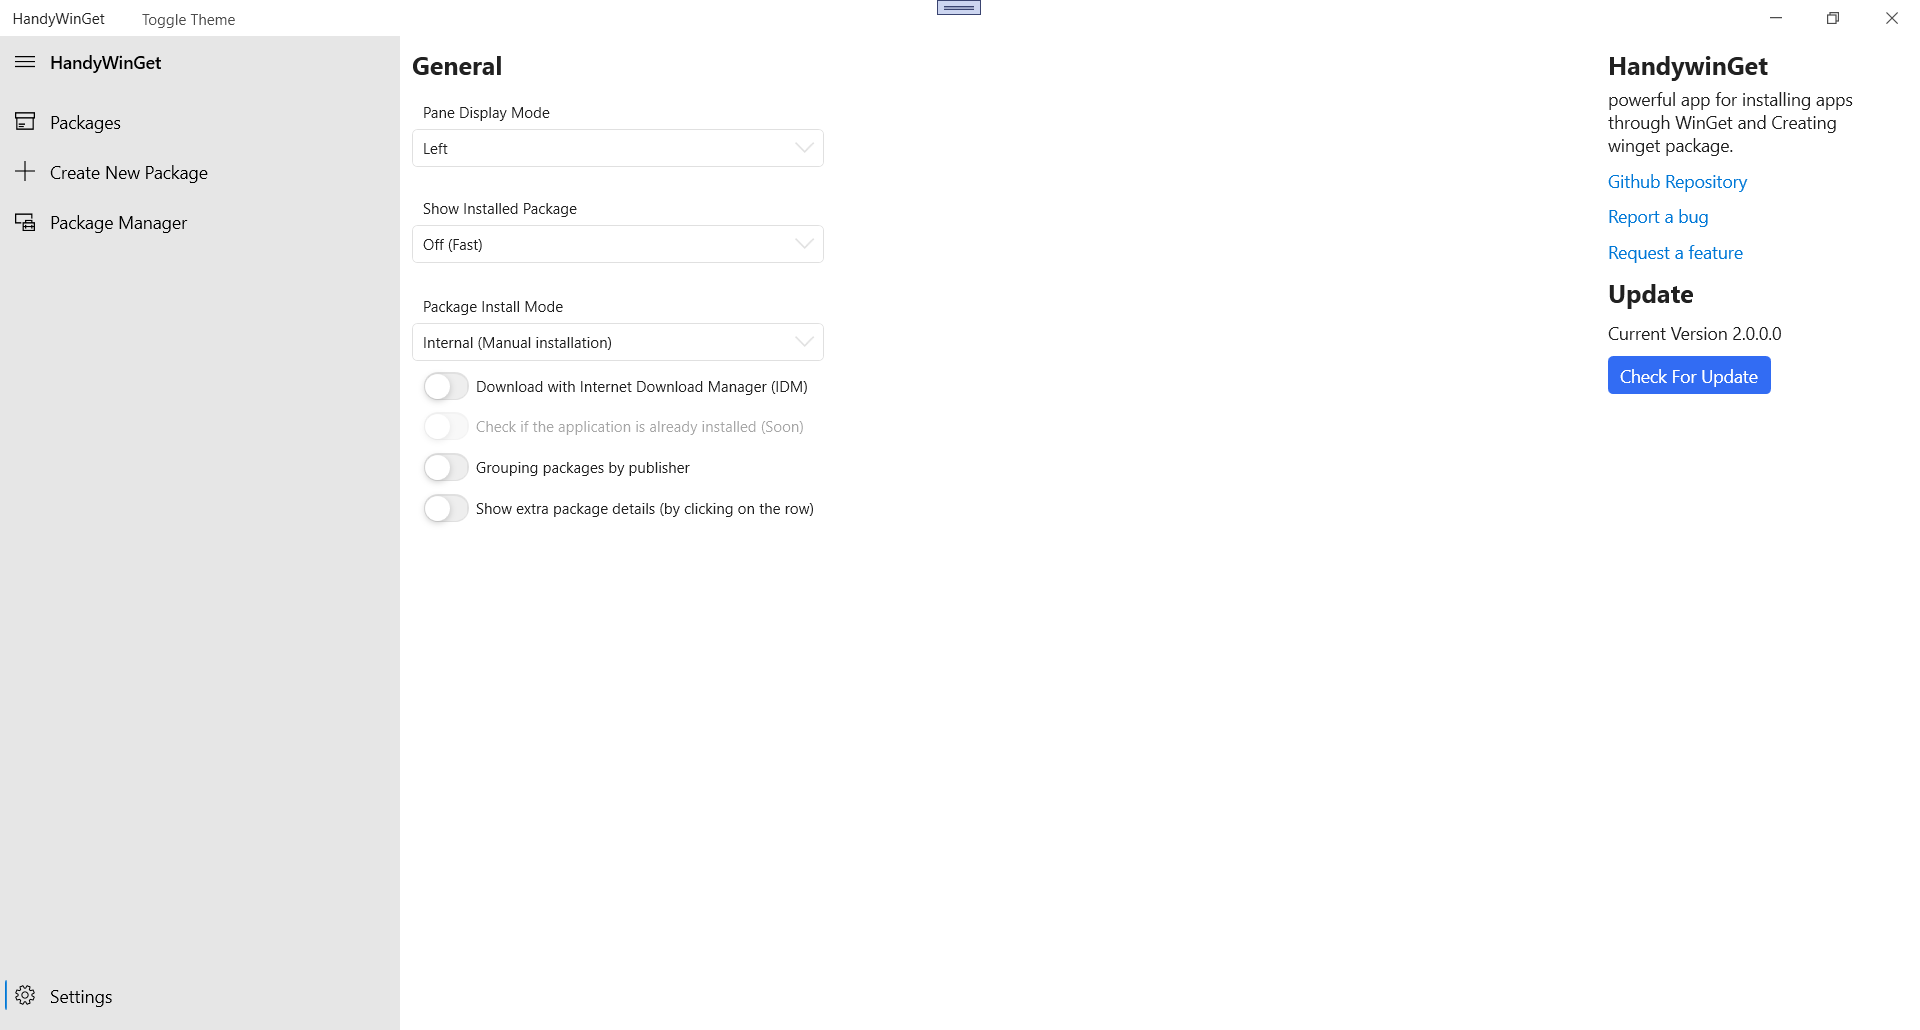 HandyWinGet
Toggle Theme
HandyWinGet
Packages
Create New Package
Package Manager
Settings
General
Pane Display Mode
Left
Show Installed Package
Off (Fast)
Package Install Mode
Internal (Manual installation)
Download with Internet Download Manager (IDM)
Check if the application is already installed (Soon)
Grouping packages by publisher
Show extra package details (by clicking on the row)
HandywinGet
powerful app for installing apps
through WinGet and Creating
winget package.
Github Repository
Report a bug
Request a feature
Update
Current Version 2.0.0.0
Check For Update